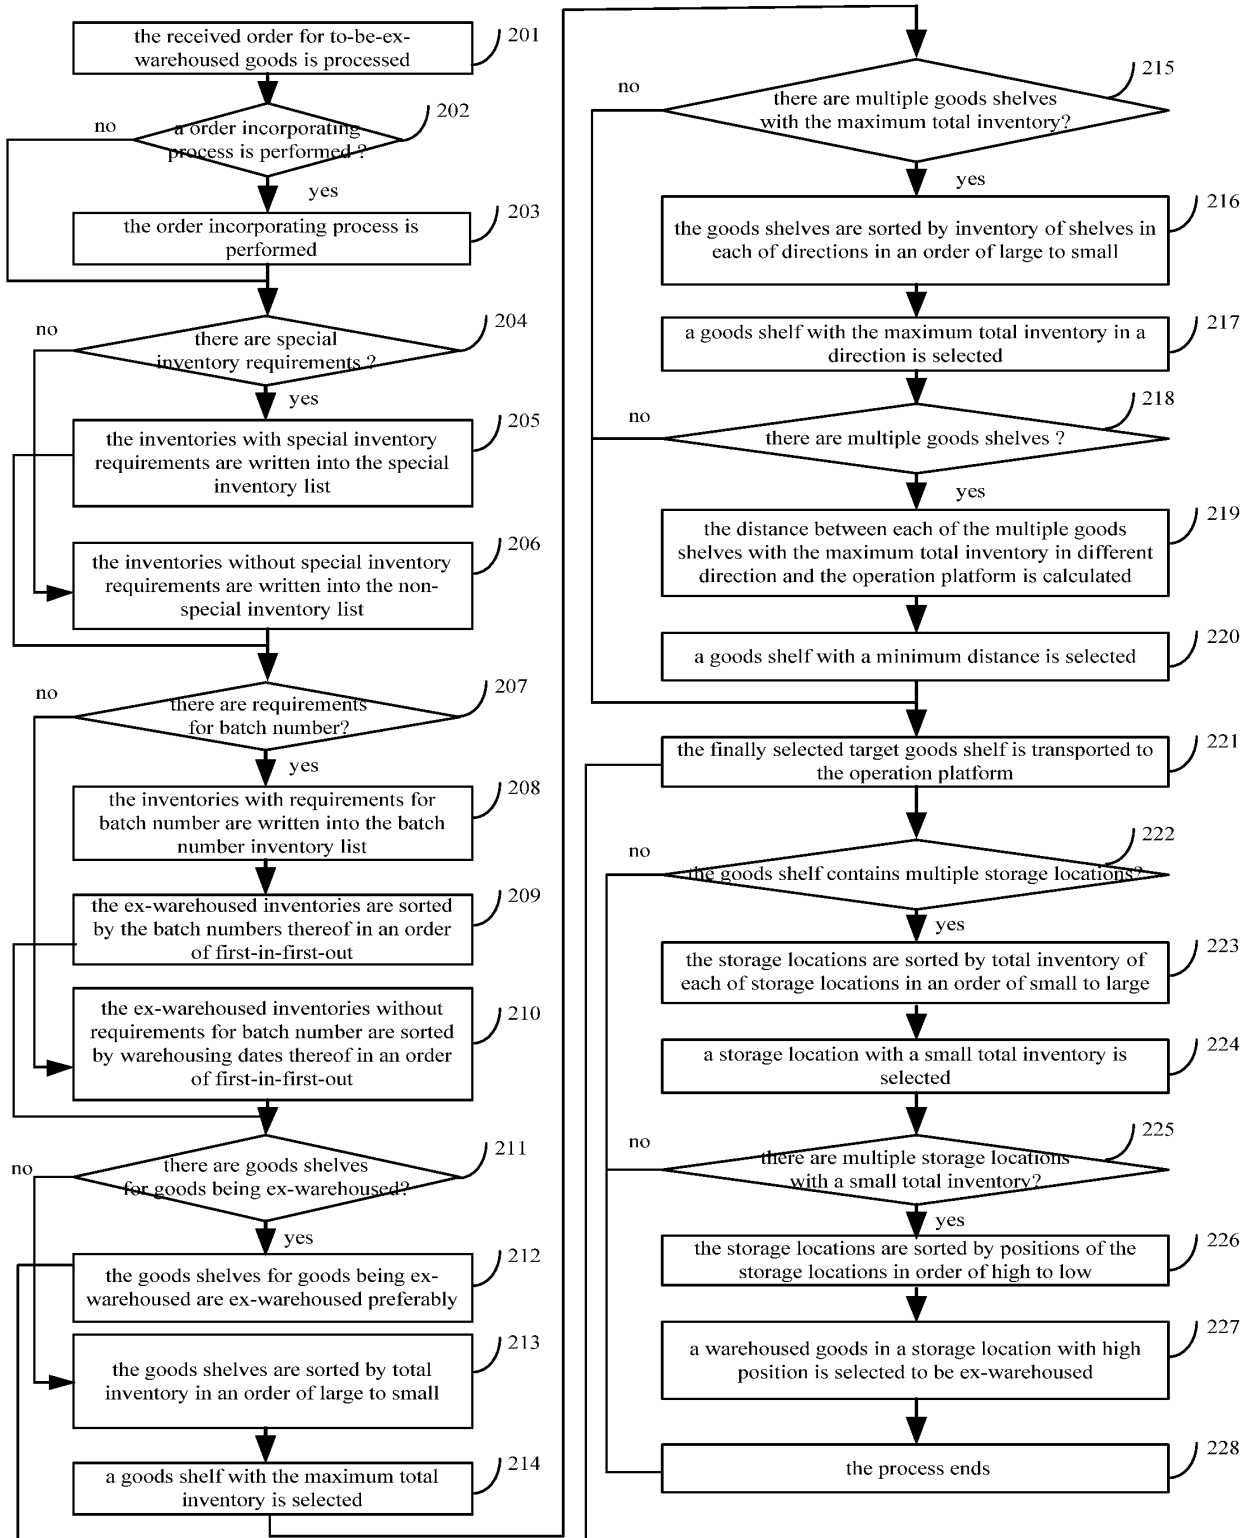 the received order for to-be-ex-
warehoused goods is processed
201
no
a order incorporating
process is performed ?
202
yes
the order incorporating process is
performed
203
no
there are special
inventory requirements ?
204
yes
the inventories with special inventory
requirements are written into the special
inventory list
205
the inventories without special inventory
requirements are written into the non-
special inventory list
206
no
there are requirements
for batch number?
207
yes
the inventories with requirements for
batch number are written into the batch
number inventory list
208
the ex-warehoused inventories are sorted
by the batch numbers thereof in an order
of first-in-first-out
209
the ex-warehoused inventories without
requirements for batch number are sorted
by warehousing dates thereof in an order
of first-in-first-out
210
no
there are goods shelves
for goods being ex-warehoused?
211
yes
the goods shelves for goods being ex-
warehoused are ex-warehoused preferably
212
the goods shelves are sorted by total
inventory in an order of large to small
213
a goods shelf with the maximum total
inventory is selected
214
no
there are multiple goods shelves
with the maximum total inventory?
215
yes
the goods shelves are sorted by inventory of shelves in
each of directions in an order of large to small
216
a goods shelf with the maximum total inventory in a
direction is selected
217
no
there are multiple goods shelves ?
218
yes
the distance between each of the multiple goods
shelves with the maximum total inventory in different
direction and the operation platform is calculated
219
a goods shelf with a minimum distance is selected
220
the finally selected target goods shelf is transported to
the operation platform
221
no
the goods shelf contains multiple storage locations?
222
yes
the storage locations are sorted by total inventory of
each of storage locations in an order of small to large
223
a storage location with a small total inventory is
selected
224
no
there are multiple storage locations
with a small total inventory?
225
yes
the storage locations are sorted by positions of the
storage locations in order of high to low
226
a warehoused goods in a storage location with high
position is selected to be ex-warehoused
227
the process ends
228